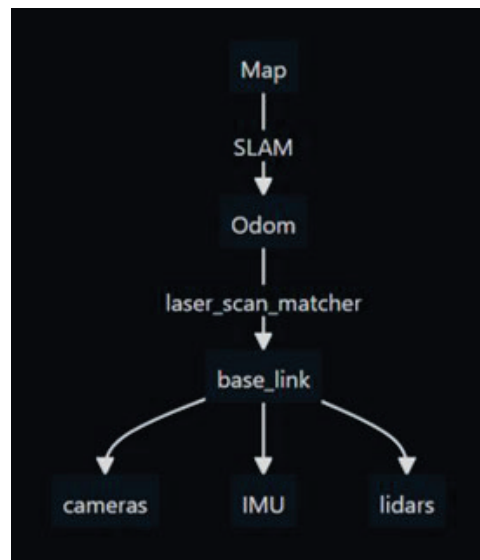 Map
SLAM
Odom
laser_scan_matcher
base_link
cameras IMU lidars